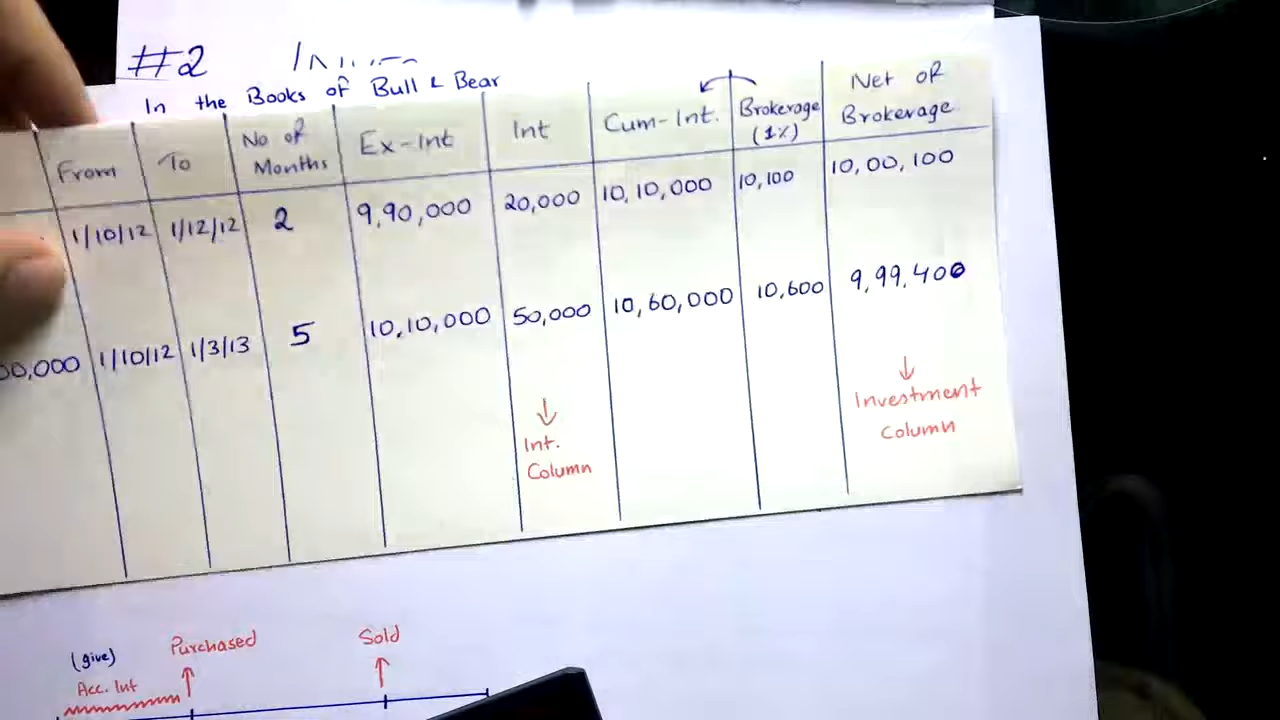 #2
In the Books of Bull & Bear
From To No of Months Ex-Int Int Cum-Int. Brokerage (1%) Net of Brokerage
1/10/12 1/12/12 2 9,90,000 20,000 10,10,000 10,100 10,00,100
00,000 1/10/12 1/3/13 5 10,10,000 50,000 10,60,000 10,600 9,99,400
↓ Int. Column
↓ Investment Column
(give)
Acc. Int
Purchased
Sold